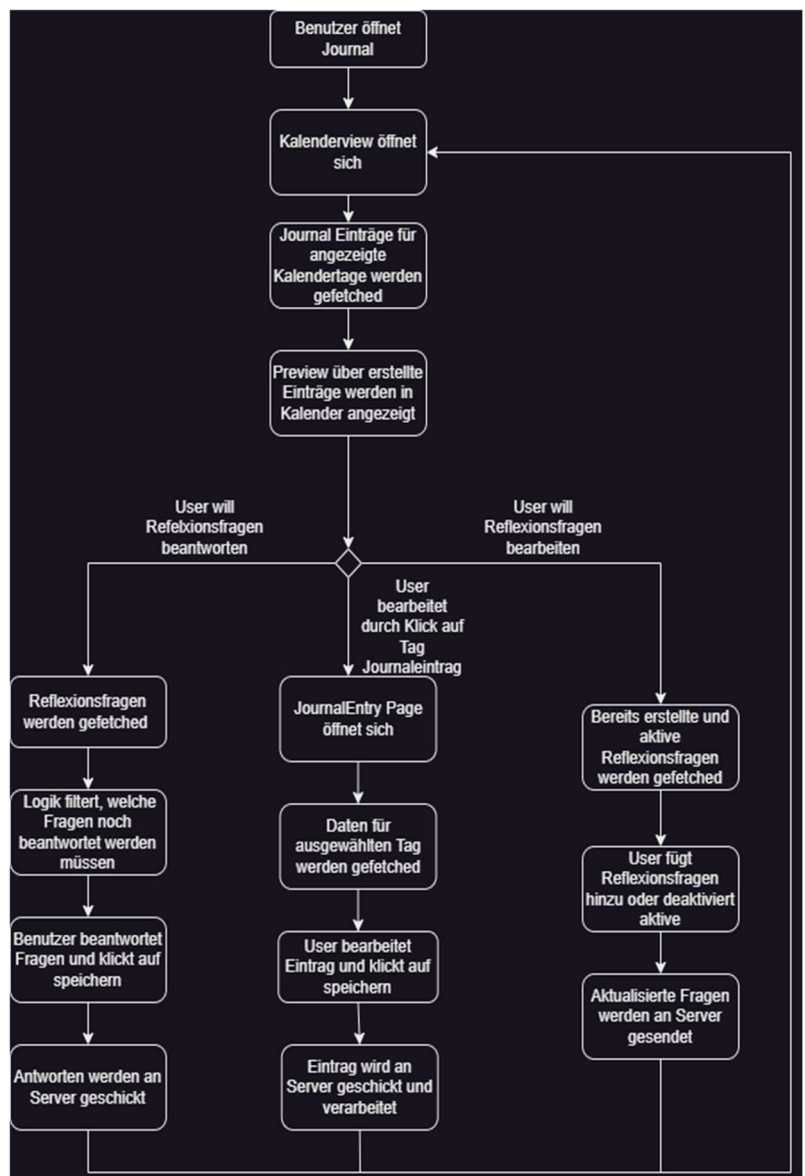 Benutzer öffnet
Journal
Kalenderview öffnet
sich
Journal Einträge für
angezeigte
Kalendertage werden
gefetched
Preview über erstellte
Einträge werden in
Kalender angezeigt
User will
Refelxionsfragen
beantworten
User will
Reflexionsfragen
bearbeiten
User
bearbeitet
durch Klick auf
Tag
Journaleintrag
Reflexionsfragen
werden gefetched
Logik filtert, welche
Fragen noch
beantwortet werden
müssen
Benutzer beantwortet
Fragen und klickt auf
speichern
Antworten werden an
Server geschickt
JournalEntry Page
öffnet sich
Daten für
ausgewählten Tag
werden gefetched
User bearbeitet
Eintrag und klickt auf
speichern
Eintrag wird an
Server geschickt und
verarbeitet
Bereits erstellte und
aktive
Reflexionsfragen
werden gefetched
User fügt
Reflexionsfragen
hinzu oder deaktiviert
aktive
Aktualisierte Fragen
werden an Server
gesendet